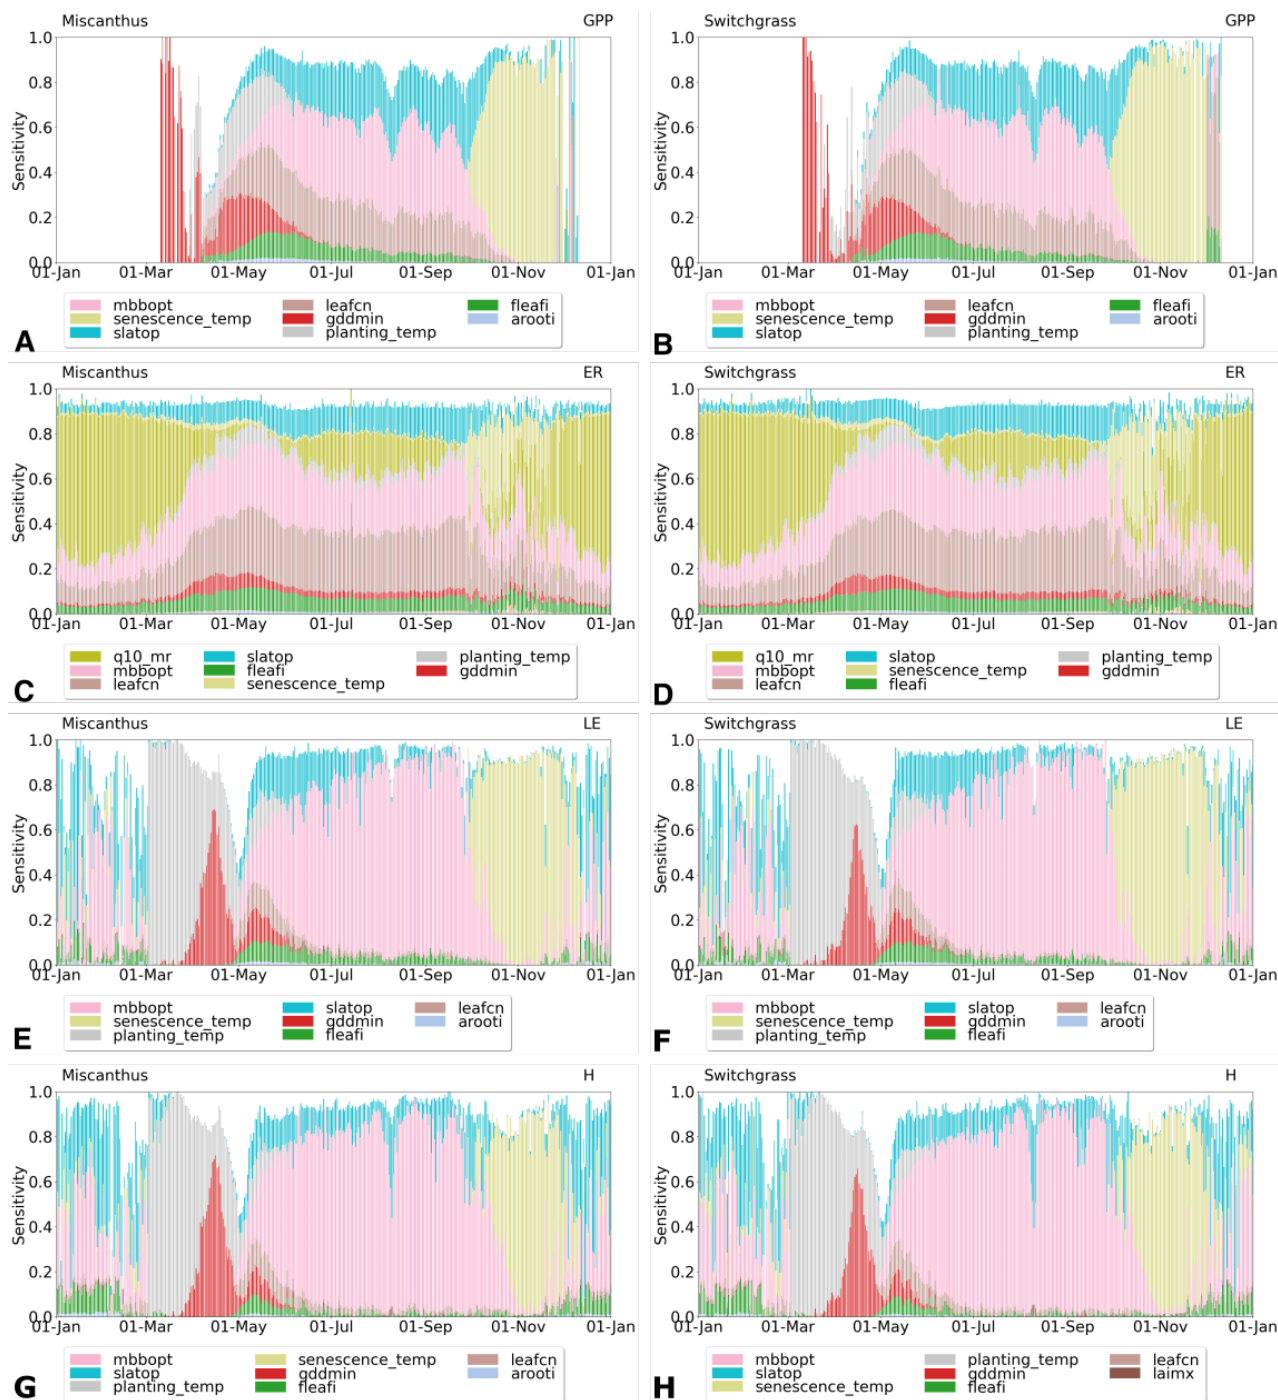 Miscanthus GPP Switchgrass GPP
1.0 1.0
0.8 0.8
0.6 0.6
Sensitivity Sensitivity
0.4 0.4
0.2 0.2
0.0 0.0
01-Jan 01-Mar 01-May 01-Jul 01-Sep 01-Nov 01-Jan 01-Jan 01-Mar 01-May 01-Jul 01-Sep 01-Nov 01-Jan
mbbopt leafcn fleafi mbbopt leafcn fleafi
senescence_temp gddmin arooti senescence_temp gddmin arooti
slatop planting_temp slatop planting_temp
A B
Miscanthus ER Switchgrass ER
1.0 1.0
0.8 0.8
0.6 0.6
Sensitivity Sensitivity
0.4 0.4
0.2 0.2
0.0 0.0
01-Jan 01-Mar 01-May 01-Jul 01-Sep 01-Nov 01-Jan 01-Jan 01-Mar 01-May 01-Jul 01-Sep 01-Nov 01-Jan
q10_mr slatop planting_temp q10_mr slatop planting_temp
mbbopt fleafi gddmin mbbopt senescence_temp gddmin
leafcn senescence_temp leafcn fleafi
C D
Miscanthus LE Switchgrass LE
1.0 1.0
0.8 0.8
0.6 0.6
Sensitivity Sensitivity
0.4 0.4
0.2 0.2
0.0 0.0
01-Jan 01-Mar 01-May 01-Jul 01-Sep 01-Nov 01-Jan 01-Jan 01-Mar 01-May 01-Jul 01-Sep 01-Nov 01-Jan
mbbopt slatop leafcn mbbopt slatop leafcn
senescence_temp gddmin arooti senescence_temp gddmin arooti
planting_temp fleafi planting_temp fleafi
E F
Miscanthus H Switchgrass H
1.0 1.0
0.8 0.8
0.6 0.6
Sensitivity Sensitivity
0.4 0.4
0.2 0.2
0.0 0.0
01-Jan 01-Mar 01-May 01-Jul 01-Sep 01-Nov 01-Jan 01-Jan 01-Mar 01-May 01-Jul 01-Sep 01-Nov 01-Jan
mbbopt senescence_temp leafcn mbbopt planting_temp leafcn
slatop gddmin arooti slatop gddmin laimx
planting_temp fleafi senescence_temp fleafi
G H